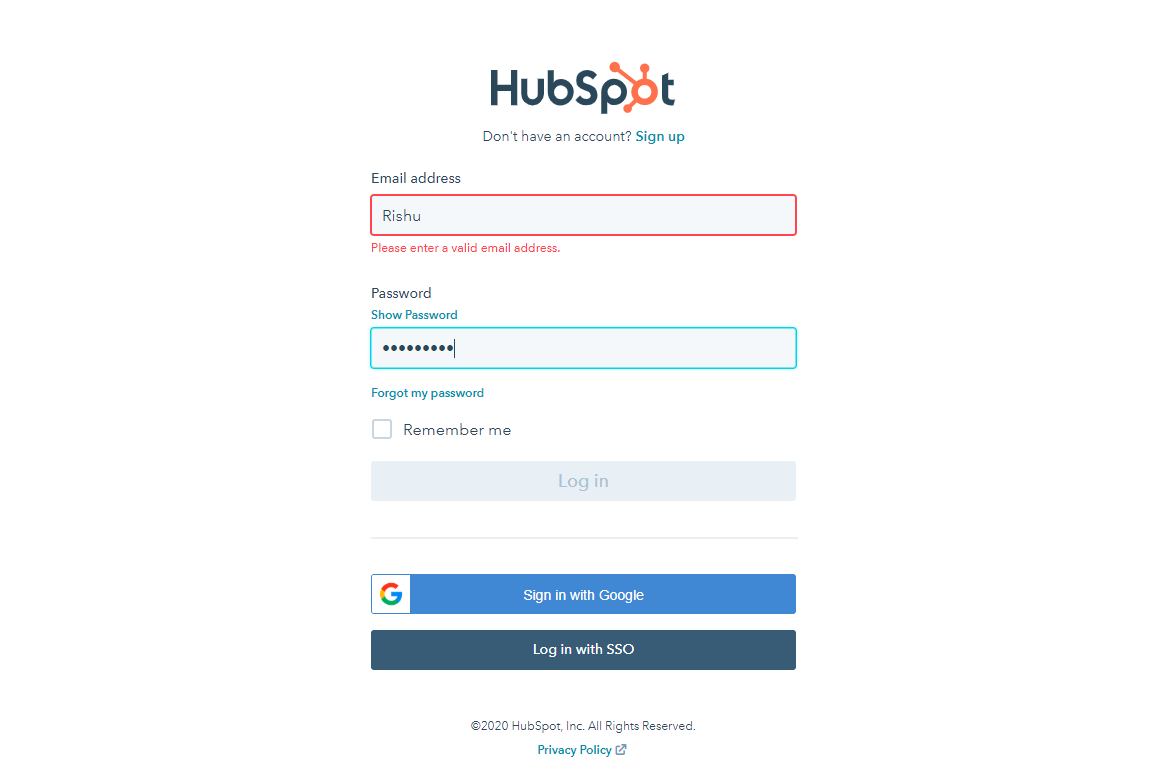 HubSpot
Don't have an account? Sign up
Email address
Rishu
Please enter a valid email address.
Password
Show Password
•••••••••
Forgot my password
Remember me
Log in
Sign in with Google
Log in with SSO
©2020 HubSpot, Inc. All Rights Reserved.
Privacy Policy